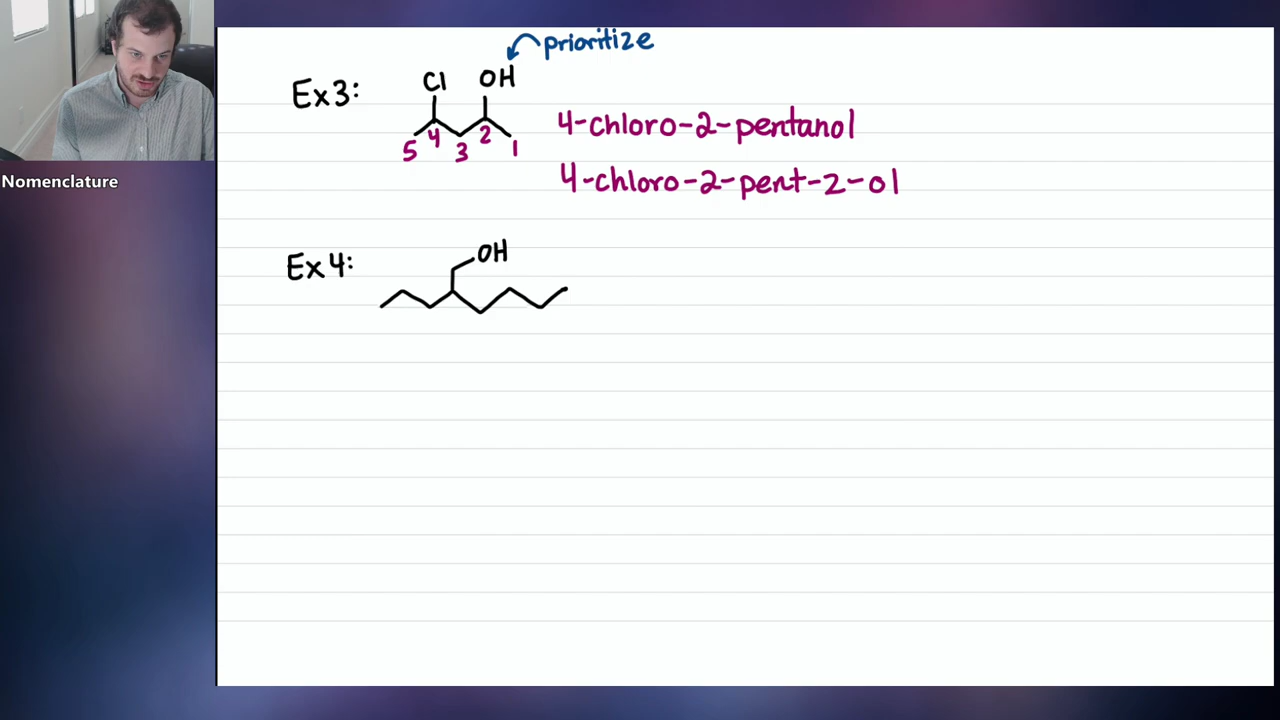 prioritize
Ex3:
Cl OH
5 4 3 2 1
4-chloro-2-pentanol
4-chloro-2-pent-2-ol
Nomenclature
Ex4:
OH